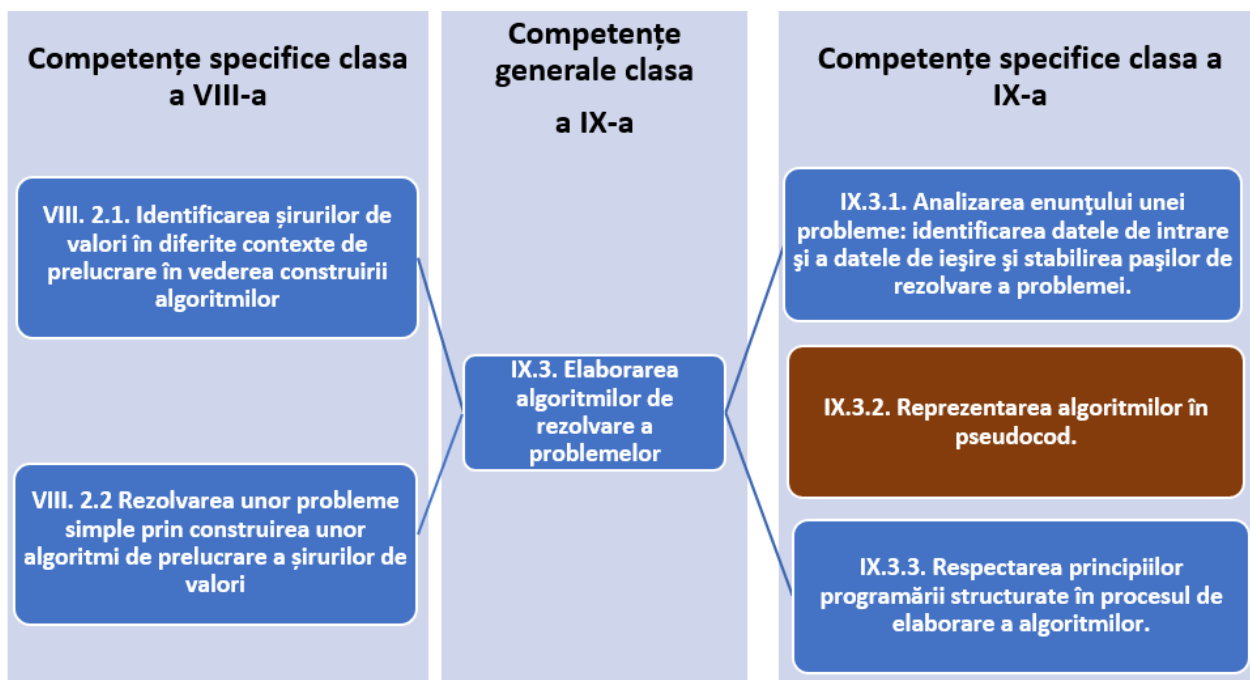 Competențe specifice clasa
a VIII-a
VIII. 2.1. Identificarea șirurilor de
valori în diferite contexte de
prelucrare în vederea construirii
algoritmilor
VIII. 2.2 Rezolvarea unor probleme
simple prin construirea unor
algoritmi de prelucrare a șirurilor de
valori
Competențe
generale clasa
a IX-a
IX.3. Elaborarea
algoritmilor de
rezolvare a
problemelor
Competențe specifice clasa a
IX-a
IX.3.1. Analizarea enunţului unei
probleme: identificarea datele de intrare
şi a datele de ieşire şi stabilirea paşilor de
rezolvare a problemei.
IX.3.2. Reprezentarea algoritmilor în
pseudocod.
IX.3.3. Respectarea principiilor
programării structurate în procesul de
elaborare a algoritmilor.